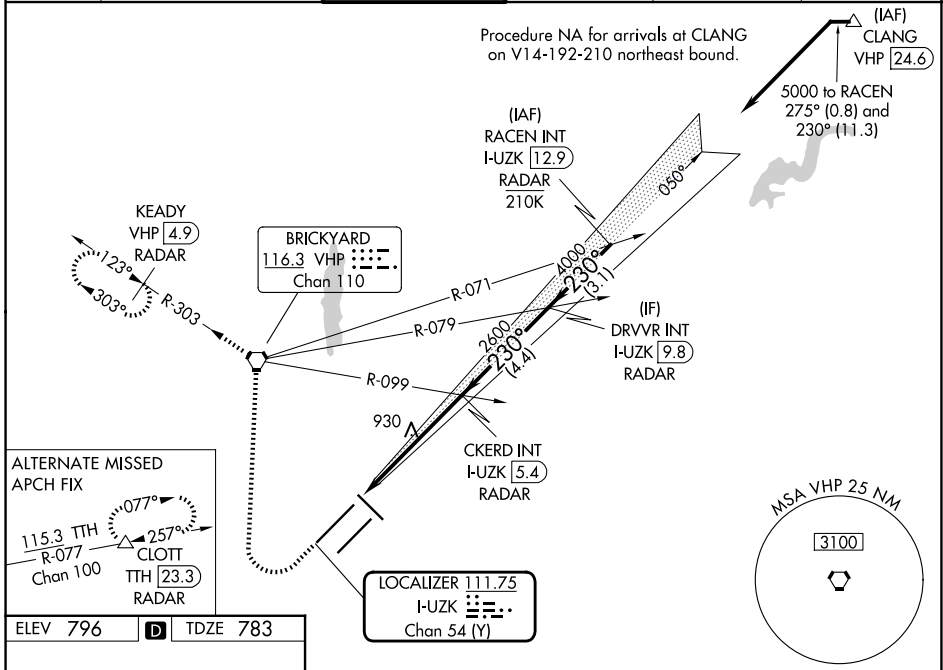 Procedure NA for arrivals at CLANG
on V14-192-210 northeast bound.
(IAF)
CLANG
VHP 24.6
5000 to RACEN
275° (0.8) and
230° (11.3)
(IAF)
RACEN INT
I-UZK 12.9
RADAR
210K
050°
KEADY
VHP 4.9
RADAR
123°
303°
R-303
BRICKYARD
116.3 VHP
Chan 110
R-071
R-079
R-099
4000
230°
(3.1)
2600
230°
(4.4)
(IF)
DRVVR INT
I-UZK 9.8
RADAR
930
CKERD INT
I-UZK 5.4
RADAR
ALTERNATE MISSED
APCH FIX
077°
257°
115.3 TTH
R-077
Chan 100
CLOTT
TTH 23.3
RADAR
LOCALIZER 111.75
I-UZK
Chan 54 (Y)
MSA VHP 25 NM
3100
ELEV 796 D TDZE 783